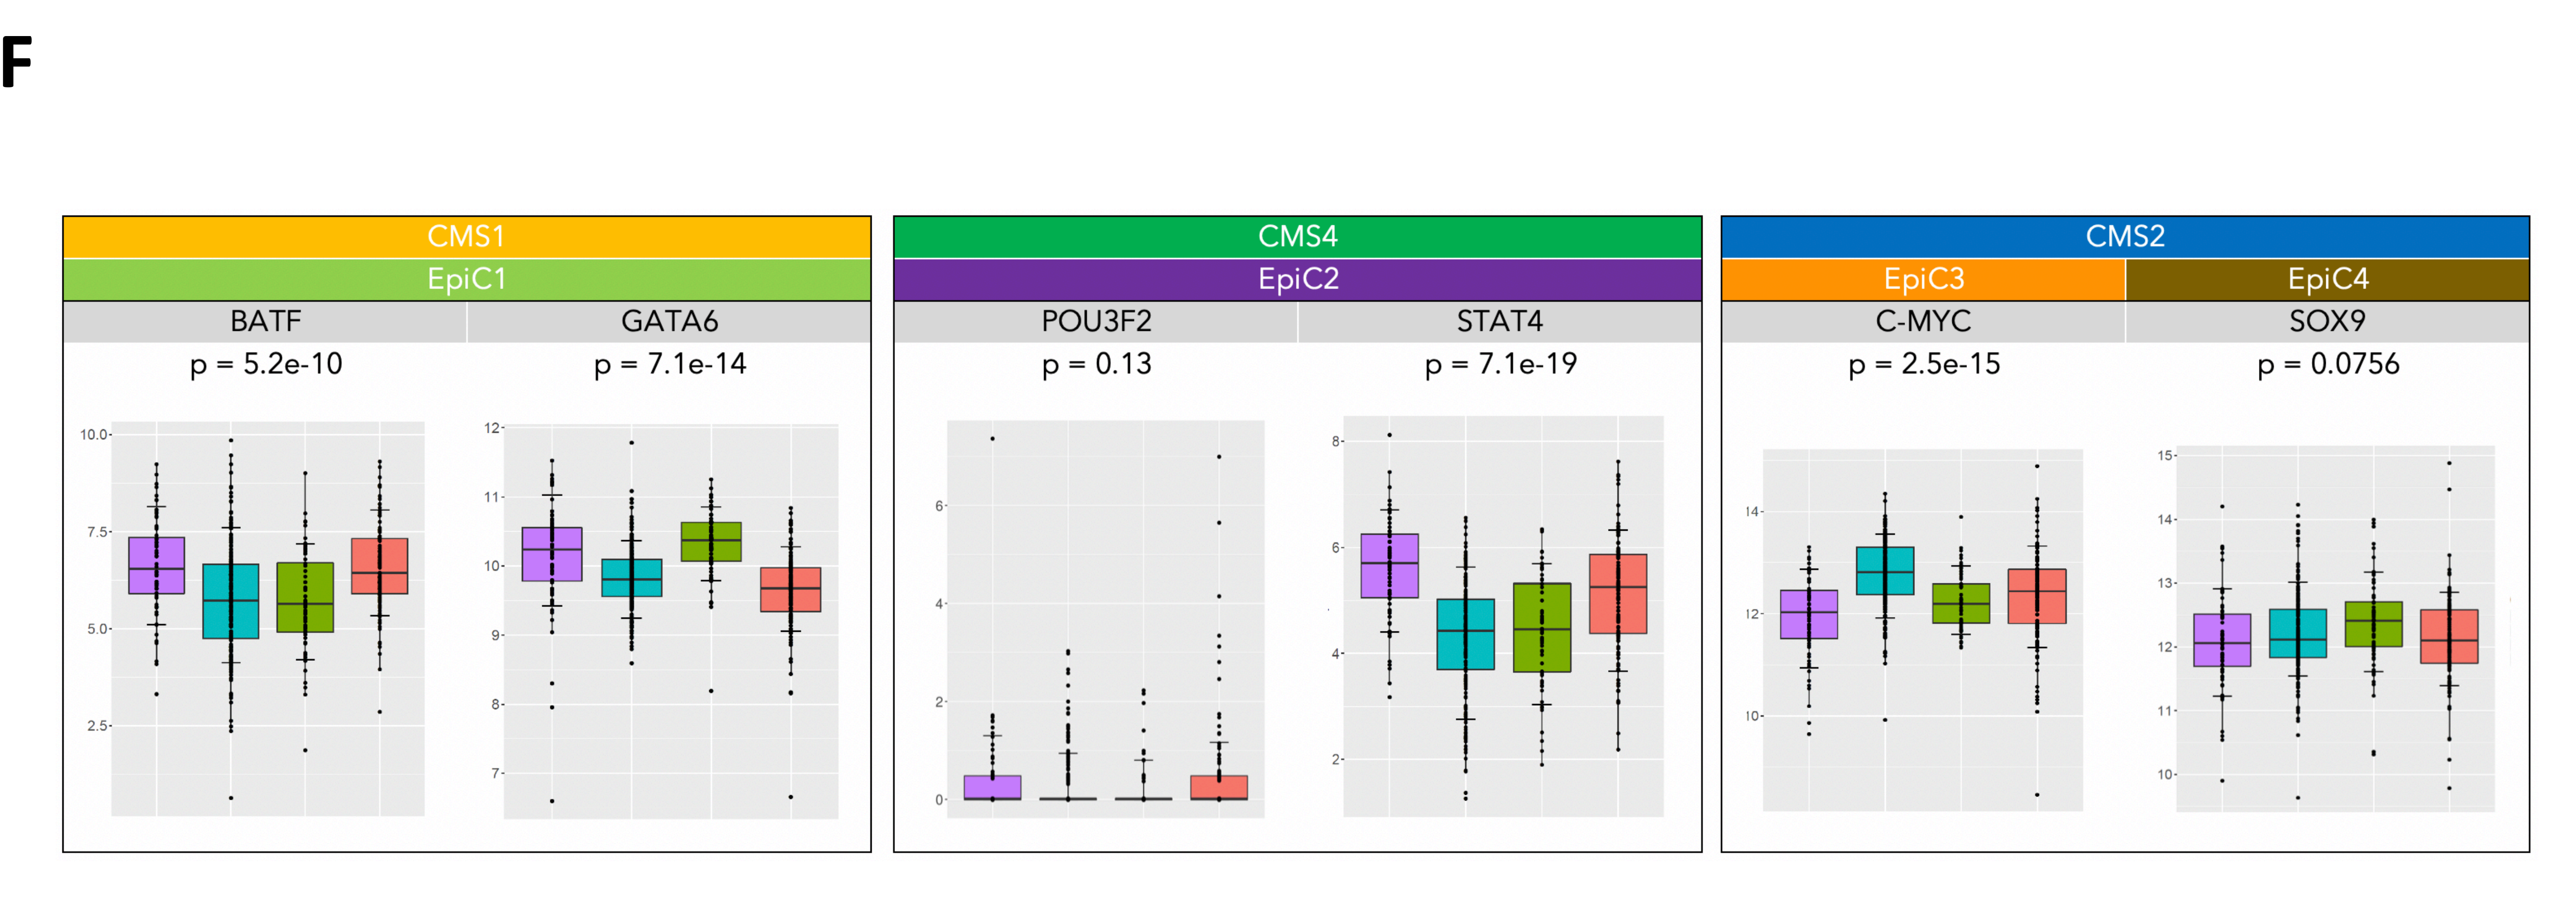 F
CMS1
EpiC1
BATF
GATA6
p = 5.2e-10
p = 7.1e-14
10.0
7.5
5.0
2.5
12
11
10
9
8
7
CMS4
EpiC2
POU3F2
STAT4
p = 0.13
p = 7.1e-19
6
4
2
0
8
6
4
2
CMS2
EpiC3
EpiC4
C-MYC
SOX9
p = 2.5e-15
p = 0.0756
14
12
10
15
14
13
12
11
10